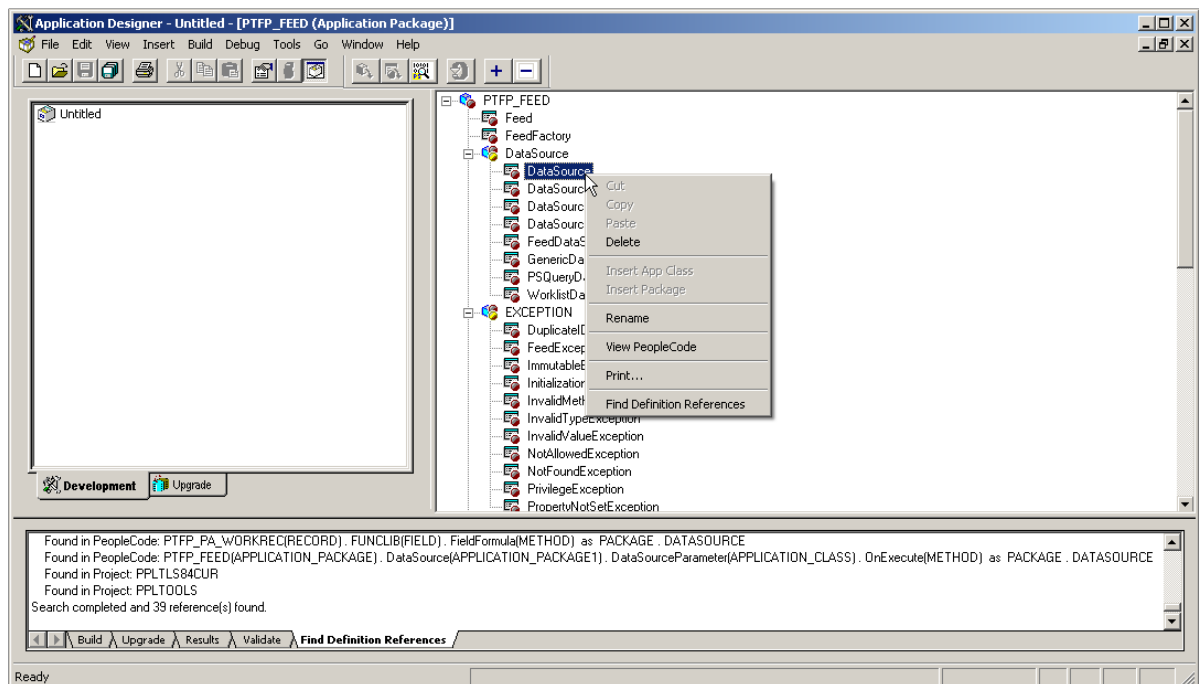 Application Designer - Untitled - [PTFP_FEED (Application Package)]
File Edit View Insert Build Debug Tools Go Window Help
Untitled
Development
Upgrade
PTFP_FEED
Feed
FeedFactory
DataSource
DataSource
DataSourc
DataSourc
DataSourc
FeedDataS
GenericDa
PSQueryD
WorklistDa
EXCEPTION
DuplicateID
FeedExcep
ImmutableE
Initialization
InvalidMeth
InvalidTypeException
InvalidValueException
NotAllowedException
NotFoundException
PrivilegeException
PropertyNotSetException
Cut
Copy
Paste
Delete
Insert App Class
Insert Package
Rename
View PeopleCode
Print...
Find Definition References
Found in PeopleCode: PTFP_PA_WORKREC(RECORD) . FUNCLIB(FIELD) . FieldFormula(METHOD) as PACKAGE . DATASOURCE
Found in PeopleCode: PTFP_FEED(APPLICATION_PACKAGE) . DataSource(APPLICATION_PACKAGE1) . DataSourceParameter(APPLICATION_CLASS) . OnExecute(METHOD) as PACKAGE . DATASOURCE
Found in Project: PPLTLS84CUR
Found in Project: PPLTOOLS
Search completed and 39 reference(s) found.
Build Upgrade Results Validate Find Definition References
Ready